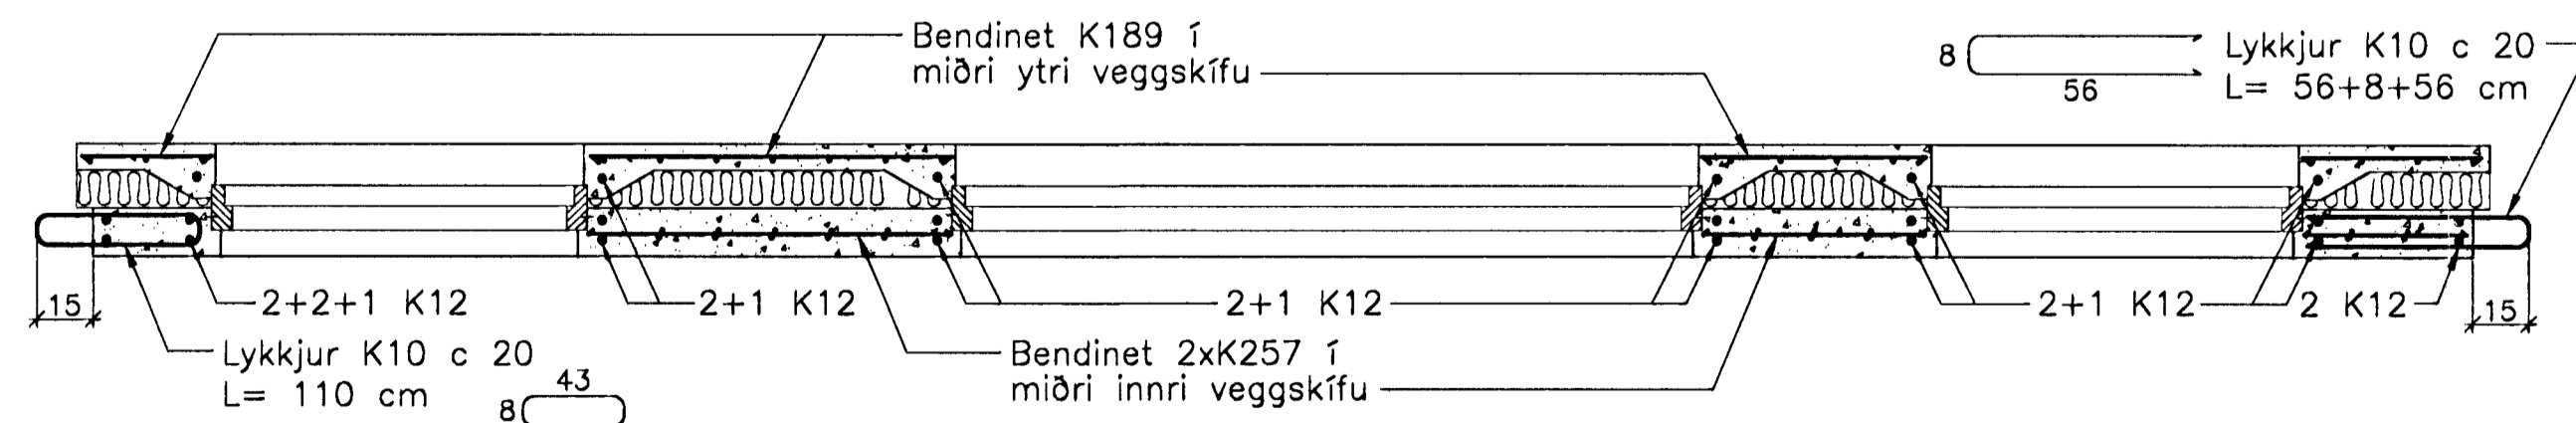 Bendinet K189 í
miðri ytri veggskífu
8
56
Lykkjur K10 c 20
L= 56+8+56 cm
15
2+2+1 K12
2+1 K12
2+1 K12
2+1 K12
2 K12
15
Lykkjur K10 c 20
L= 110 cm
43
8
Bendinet 2xK257 í
miðri innri veggskífu